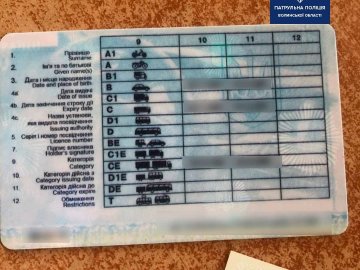 ПАТРУЛЬНА ПОЛІЦІЯ
ВОЛИНСЬКОЇ ОБЛАСТІ
9 10 11 12
1. Прізвище
Surname
2. Ім'я та по батькові
Given name(s)
3. Дата і місце народження
Date and place of birth
4a. Дата видачі
Date of issue
4b. Дата закінчення строку дії
Expiry date
4c. Назва установи,
яка видала посвідчення
Issuing authority
5. Серія і номер посвідчення
Licence number
7. Підпис власника
Holder's signature
9. Категорія
Category
10. Категорія дійсна з
Category issuing date
11. Категорія дійсна до
Category expire
12. Обмеження
Restrictions
A1
A
B1
B
C1
C
D1
D
BE
C1E
CE
D1E
DE
T